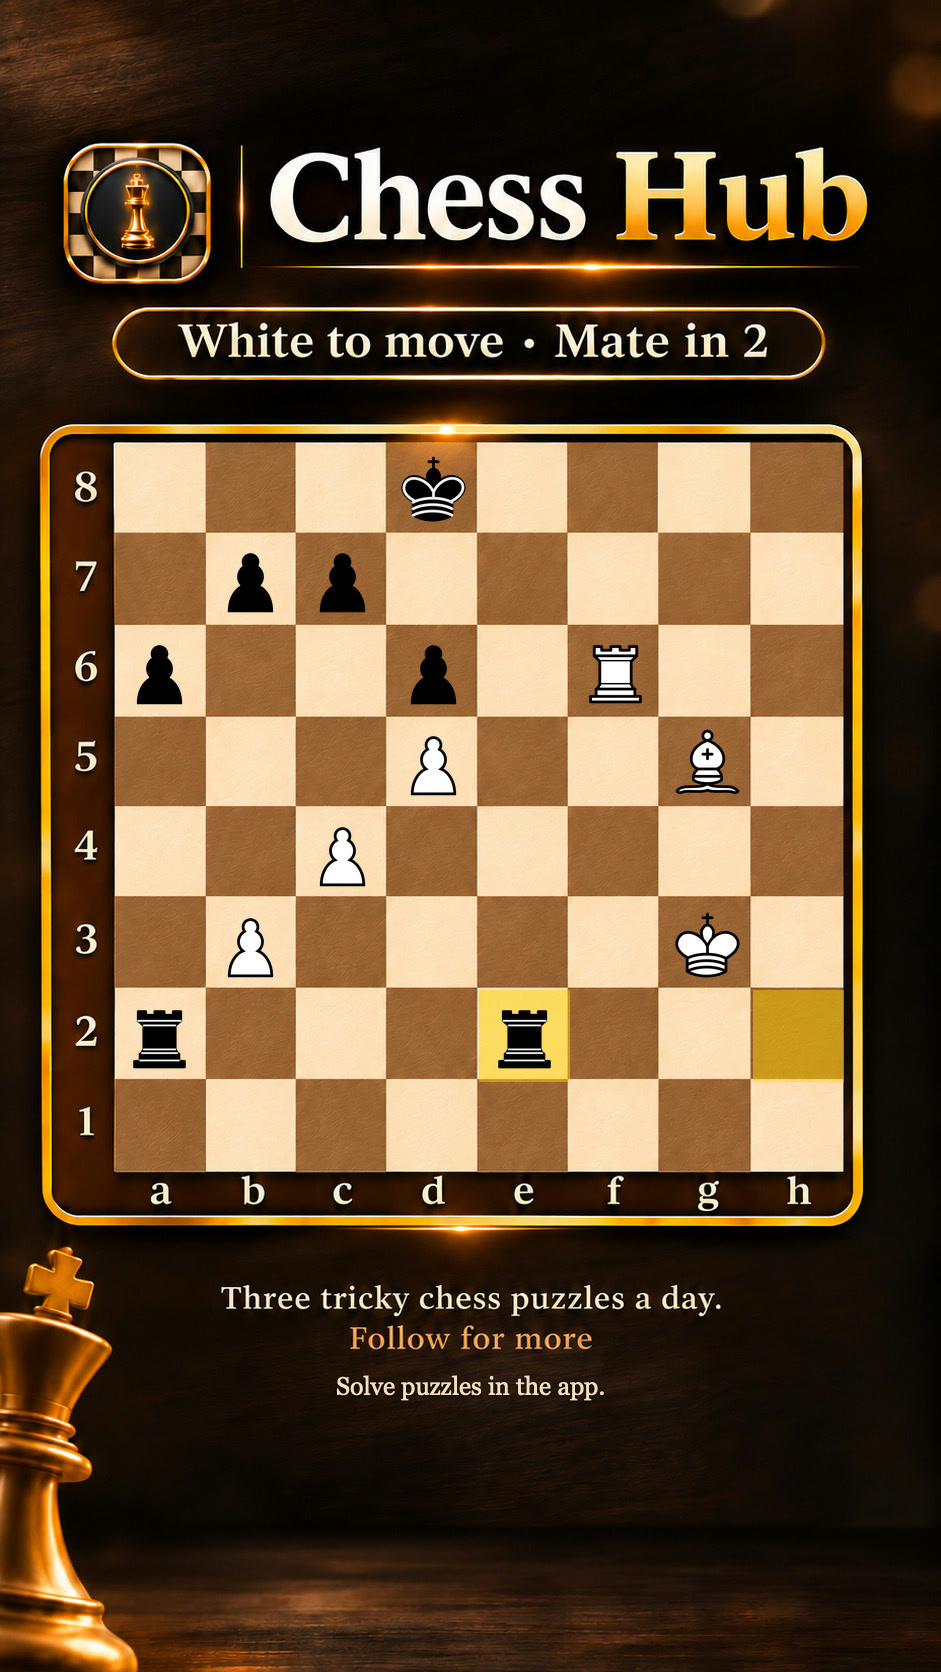 Chess Hub
White to move • Mate in 2
8
7
6
5
4
3
2
1
a b c d e f g h
Three tricky chess puzzles a day.
Follow for more
Solve puzzles in the app.